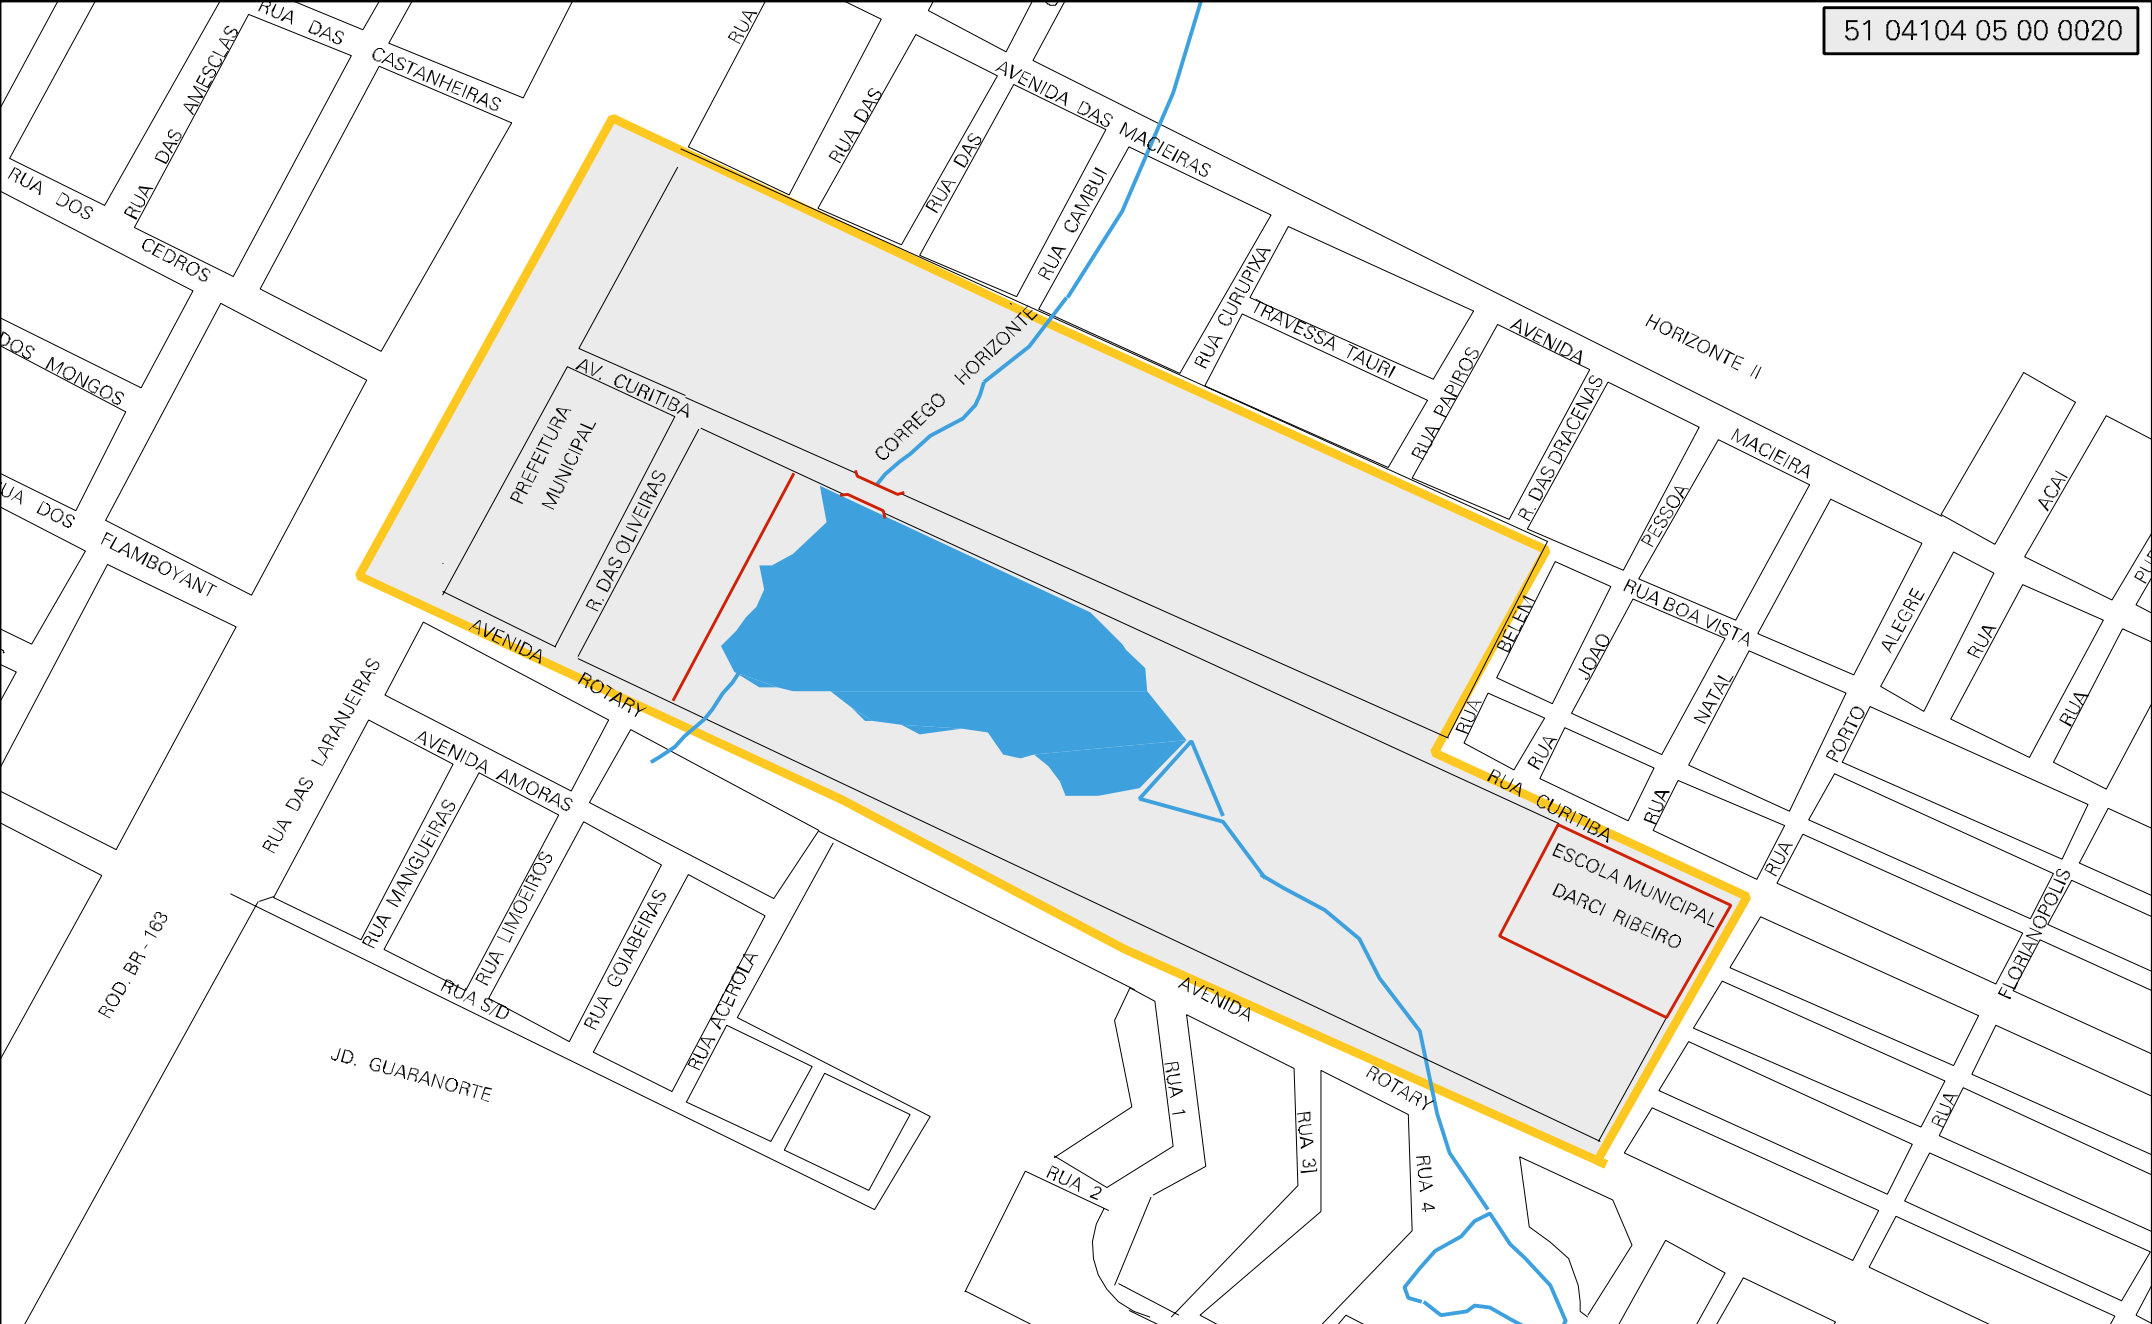 51 04104 05 00 0020
RUA DAS
CASTANHEIRAS
RUA DAS AMESCLAS
RUA
RUA DAS
RUA DAS
AVENIDA DAS MACIEIRAS
RUA CAMBUI
RUA DOS
CEDROS
RUA CURUPIXA
TRAVESSA TAURI
RUA PAPIROS
AVENIDA
HORIZONTE II
R. DAS DRACENAS
MACIEIRA
DOS MONGOS
AV. CURITIBA
CORREGO HORIZONTE
PREFEITURA
MUNICIPAL
R. DAS OLIVEIRAS
UA DOS
FLAMBOYANT
PESSOA
ACAI
RUA BOA VISTA
RUA BELEM
RUA JOAO
RUA NATAL
ALEGRE
RUA
RUA
RUA PORTO
AVENIDA
ROTARY
RUA DAS LARANJEIRAS
AVENIDA AMORAS
RUA MANGUEIRAS
RUA LIMOEIROS
RUA GOIABEIRAS
RUA ACEROLA
RUA S/D
RUA CURITIBA
ESCOLA MUNICIPAL
DARCI RIBEIRO
RUA FLORIANOPOLIS
ROD. BR - 163
JD. GUARANORTE
AVENIDA
ROTARY
RUA 1
RUA 2
RUA 3
RUA 4